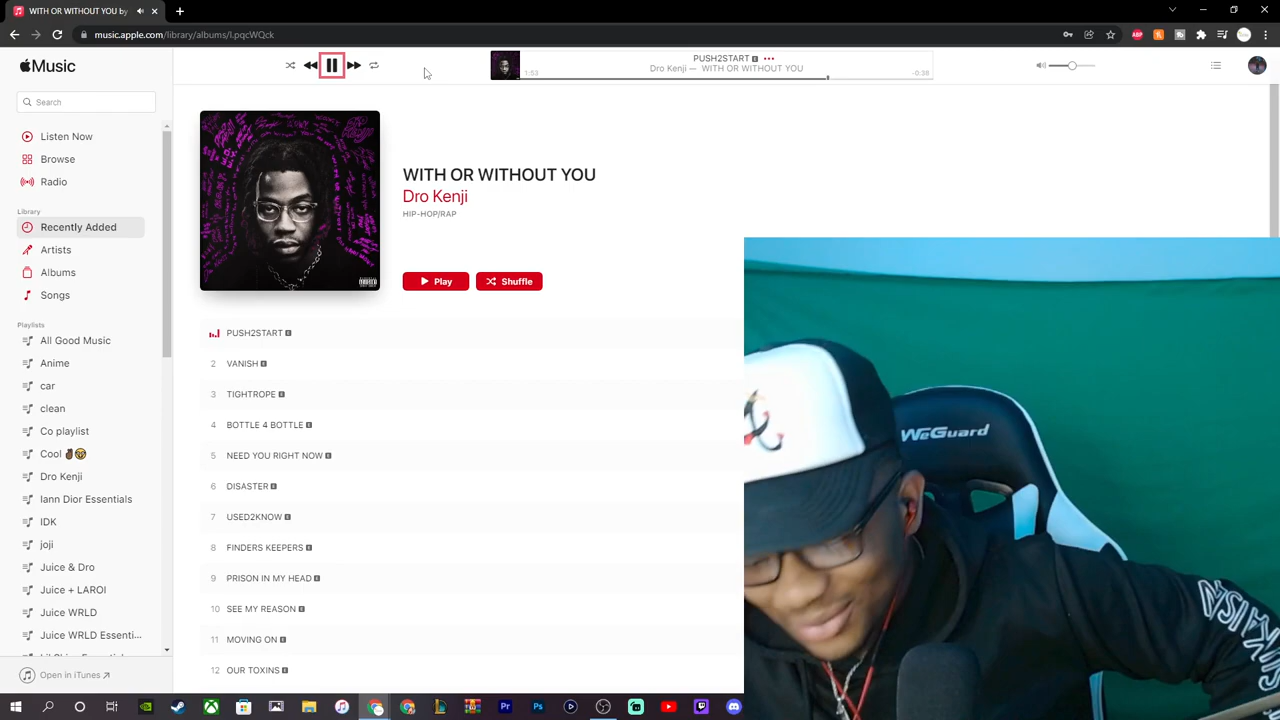 WITH OR WITHOUT YOU by
music.apple.com/library/albums/l.pqcWQck
Music
PUSH2START E
Dro Kenji — WITH OR WITHOUT YOU
1:53
-0:38
Search
Listen Now
Browse
Radio
Library
Recently Added
Artists
Albums
Songs
Playlists
All Good Music
Anime
car
clean
Co playlist
Cool
Dro Kenji
Iann Dior Essentials
IDK
joji
Juice & Dro
Juice + LAROI
Juice WRLD
Juice WRLD Essenti...
Open in iTunes
WITH OR WITHOUT YOU
Dro Kenji
HIP-HOP/RAP
Play
Shuffle
PUSH2START E
2 VANISH E
3 TIGHTROPE E
4 BOTTLE 4 BOTTLE E
5 NEED YOU RIGHT NOW E
6 DISASTER E
7 USED2KNOW E
8 FINDERS KEEPERS E
9 PRISON IN MY HEAD E
10 SEE MY REASON E
11 MOVING ON E
12 OUR TOXINS E
WeGuard